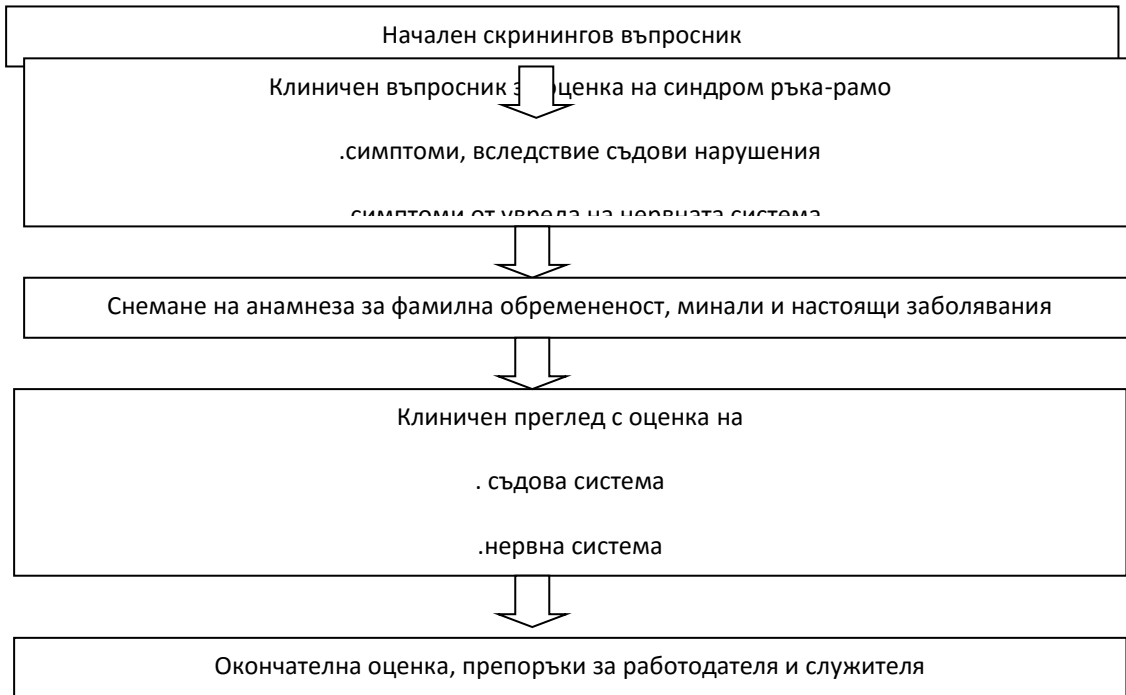 Начален скринингов въпросник
Клиничен въпросник за оценка на синдром ръка-рамо
.симптоми, вследствие съдови нарушения
.симптоми от увреда на нервната система
Снемане на анамнеза за фамилна обремененост, минали и настоящи заболявания
Клиничен преглед с оценка на
. съдова система
.нервна система
Окончателна оценка, препоръки за работодателя и служителя